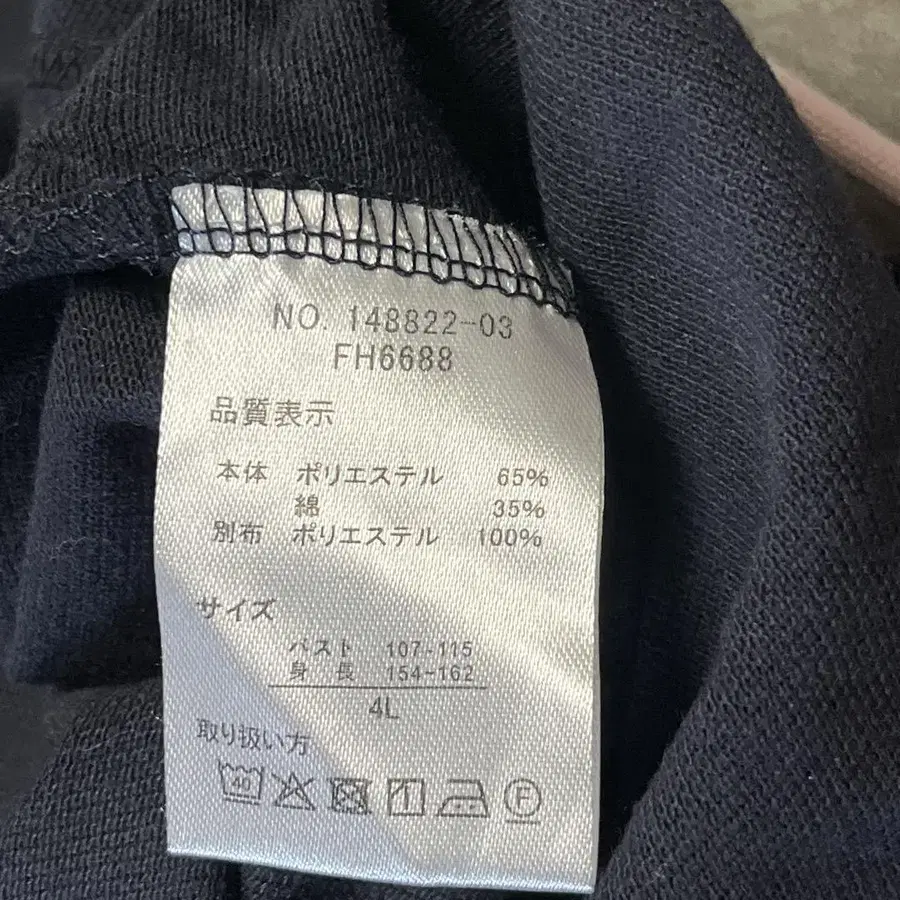 NO. 148822-03
FH6688
品質表示
本体 ポリエステル 65%
綿 35%
別布 ポリエステル 100%
サイズ
バスト 107-115
身 長 154-162
4L
取り扱い方
40
F